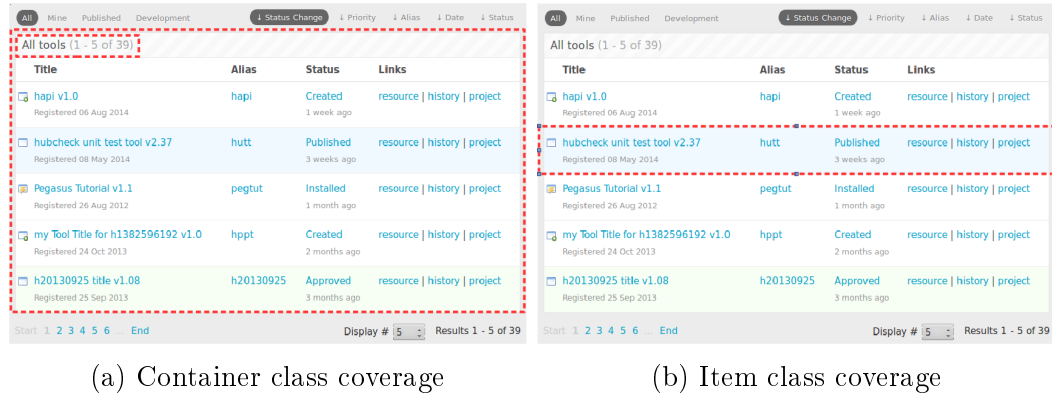 All Mine Published Development ↓ Status Change ↓ Priority ↓ Alias ↓ Date ↓ Status
All tools (1 - 5 of 39)
Title Alias Status Links
hapi v1.0 hapi Created resource | history | project
Registered 06 Aug 2014 1 week ago
hubcheck unit test tool v2.37 hutt Published resource | history | project
Registered 08 May 2014 3 weeks ago
Pegasus Tutorial v1.1 pegtut Installed resource | history | project
Registered 26 Aug 2012 1 month ago
my Tool Title for h1382596192 v1.0 hppt Created resource | history | project
Registered 24 Oct 2013 2 months ago
h20130925 title v1.08 h20130925 Approved resource | history | project
Registered 25 Sep 2013 3 months ago
Start 1 2 3 4 5 6 ... End Display # 5 Results 1 - 5 of 39
(a) Container class coverage
All Mine Published Development ↓ Status Change ↓ Priority ↓ Alias ↓ Date ↓ Status
All tools (1 - 5 of 39)
Title Alias Status Links
hapi v1.0 hapi Created resource | history | project
Registered 06 Aug 2014 1 week ago
hubcheck unit test tool v2.37 hutt Published resource | history | project
Registered 08 May 2014 3 weeks ago
Pegasus Tutorial v1.1 pegtut Installed resource | history | project
Registered 26 Aug 2012 1 month ago
my Tool Title for h1382596192 v1.0 hppt Created resource | history | project
Registered 24 Oct 2013 2 months ago
h20130925 title v1.08 h20130925 Approved resource | history | project
Registered 25 Sep 2013 3 months ago
Start 1 2 3 4 5 6 ... End Display # 5 Results 1 - 5 of 39
(b) Item class coverage